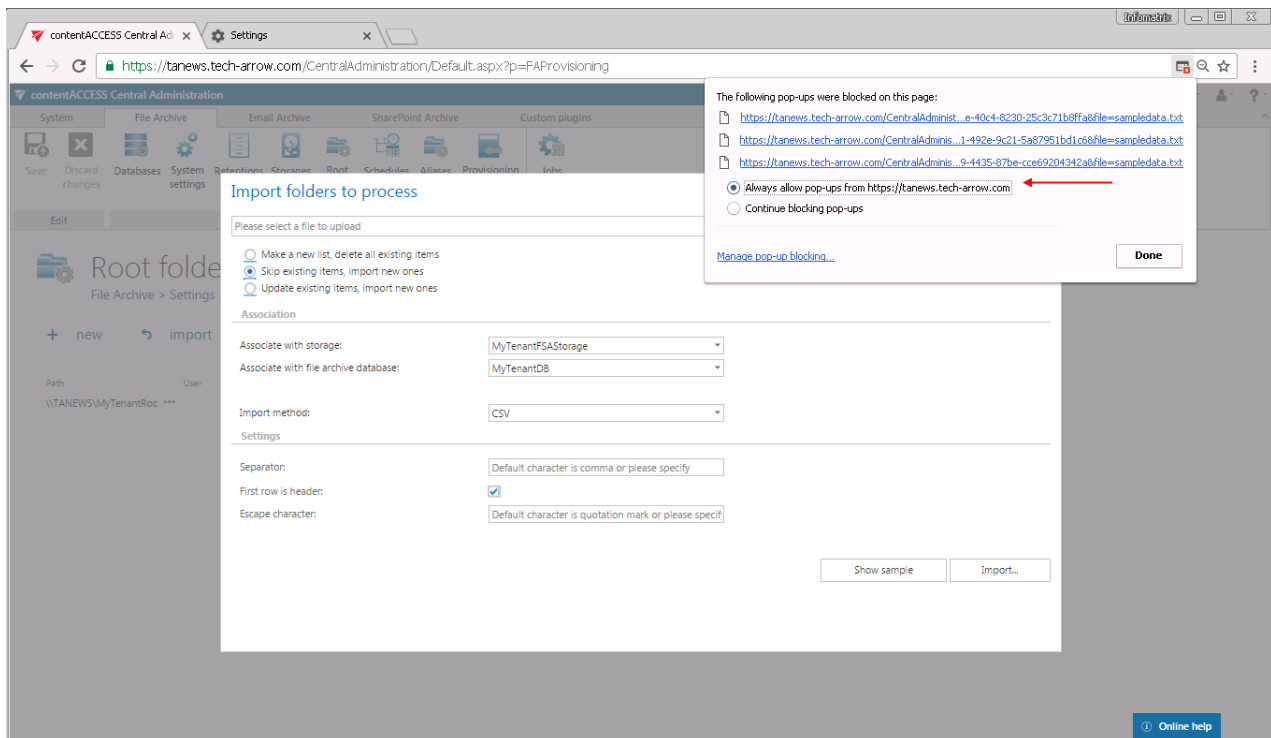 Infometrix
contentACCESS Central Ad
Settings
https://tanews.tech-arrow.com/CentralAdministration/Default.aspx?p=FAProvisioning
contentACCESS Central Administration
System File Archive Email Archive SharePoint Archive Custom plugins
Save Discard changes Databases System settings Retentions Storages Root Schedules Aliases Provisioning Jobs
Edit
Root folde
File Archive > Settings
+ new import
Path User
\\TANEWS\MyTenantRoc ***
Import folders to process
Please select a file to upload
Make a new list, delete all existing items
Skip existing items, import new ones
Update existing items, import new ones
Association
Associate with storage: MyTenantFSAStorage
Associate with file archive database: MyTenantDB
Import method: CSV
Settings
Separator: Default character is comma or please specify
First row is header:
Escape character: Default character is quotation mark or please specif
Show sample Import...
The following pop-ups were blocked on this page:
https://tanews.tech-arrow.com/CentralAdminist...e-40c4-8230-25c3c71b8ffa&file=sampledata.txt
https://tanews.tech-arrow.com/CentralAdminis...1-492e-9c21-5a87951bd1c68&file=sampledata.txt
https://tanews.tech-arrow.com/CentralAdminis...9-4435-87be-cce69204342a8&file=sampledata.txt
Always allow pop-ups from https://tanews.tech-arrow.com
Continue blocking pop-ups
Manage pop-up blocking...
Done
Online help